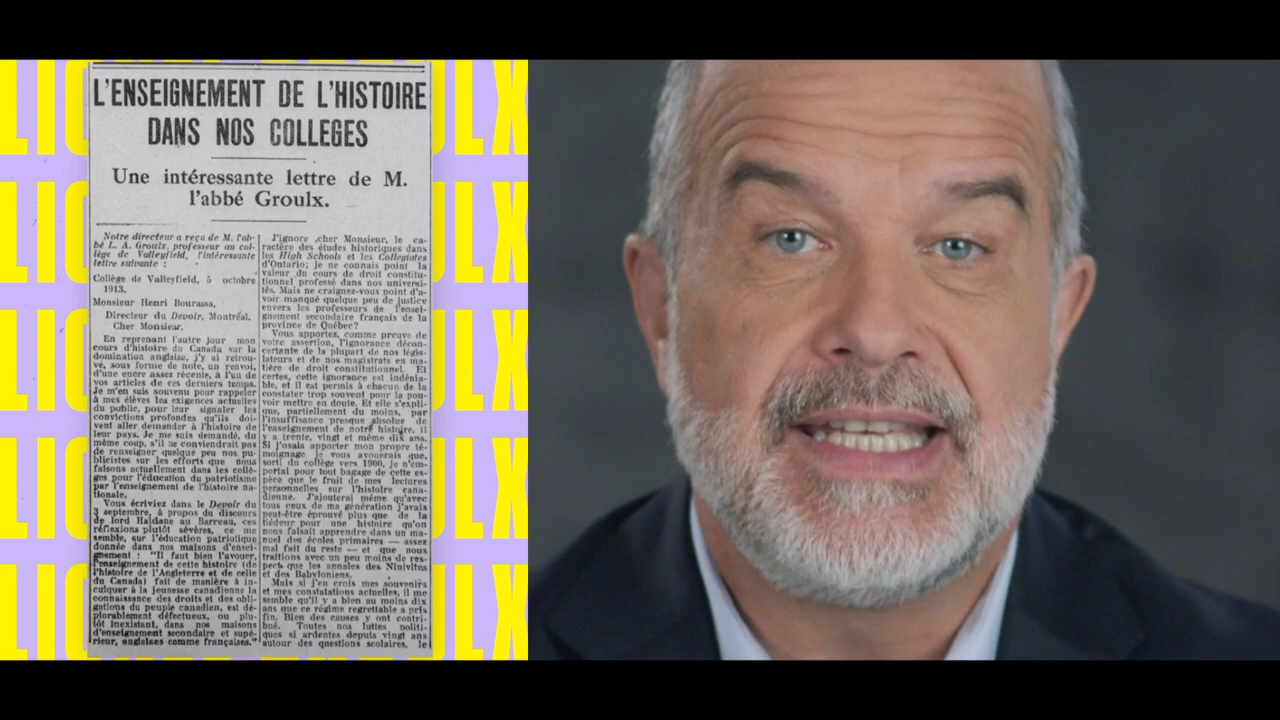 L'ENSEIGNEMENT DE L'HISTOIRE
DANS NOS COLLEGES
Une intéressante lettre de M.
l'abbé Groulx.
Notre directeur a reçu de M. l'ab-
bé L. A. Groulx, professeur au col-
lège de Valleyfield, l'intéressante
lettre suivante :
Collège de Valleyfield, 5 octobre
1913.
Monsieur Henri Bourassa,
Directeur du Devoir, Montréal.
Cher Monsieur,
En reprenant l'autre jour mon
cours d'histoire du Canada sur la
domination anglaise, j'y ai retrou-
vé, sous forme de note, un renvoi,
d'une encre assez récente, à l'un de
vos articles de ces derniers temps.
Je m'en suis souvenu pour rappeler
à mes élèves les exigences actuelles
du public, pour leur signaler les
convictions profondes qu'ils doi-
vent aller demander à l'histoire de
leur pays. Je me suis demandé, du
même coup, s'il ne conviendrait pas
de renseigner quelque peu nos pu-
blicistes sur les efforts que nous
faisons actuellement dans les collè-
ges pour l'éducation du patriotisme
par l'enseignement de l'histoire na-
tionale.
Vous écriviez dans le Devoir du
3 septembre, à propos du discours
de lord Haldane au Barreau, ces
réflexions plutôt sévères, ce me
semble, sur l'éducation patriotique
donnée dans nos maisons d'ensei-
gnement : "Il faut bien l'avouer,
l'enseignement de cette histoire (de
l'histoire de l'Angleterre et de celle
du Canada) fait de manière à in-
culquer à la jeunesse canadienne la
connaissance des droits et des obli-
gations du peuple canadien, est dé-
plorablement défectueux, ou plu-
tôt inexistant, dans nos maisons
d'enseignement secondaire et supé-
rieur, anglaises comme françaises."
J'ignore ,cher Monsieur, le ca-
ractère des études historiques dans
les High Schools et les Collegiates
d'Ontario; je ne connais point la
valeur du cours de droit constitu-
tionnel professé dans nos universi-
tés. Mais ne craignez-vous point d'a-
voir manqué quelque peu de justice
envers les professeurs de l'ensei-
gnement secondaire français de la
province de Québec?
Vous apportez, comme preuve de
votre assertion, l'ignorance décon-
certante de la plupart de nos légis-
lateurs et de nos magistrats en ma-
tière de droit constitutionnel. Et
certes, cette ignorance est indénia-
ble, et il est permis à chacun de la
constater trop souvent pour la pou-
voir mettre en doute. Et elle s'expli-
que, partiellement du moins, par
l'insuffisance presque absolue de
l'enseignement de notre histoire, il
y a trente, vingt et même dix ans.
Si j'osais apporter mon propre té-
moignage, je vous avouerais que,
sorti du collège vers 1900, je n'em-
portai pour tout bagage de cette es-
pèce que le fruit de mes lectures
personnelles sur l'histoire cana-
dienne. J'ajouterai même qu'avec
tous ceux de ma génération j'avais
peut-être éprouvé plus que de la
tiédeur pour une histoire qu'on
nous faisait apprendre dans un ma-
nuel des écoles primaires — assez
mal fait du reste — et que nous
traitions avec un peu moins de res-
pect que les annales des Ninivites
et des Babyloniens.
Mais si j'en crois mes souvenirs
et mes constatations actuelles, il me
semble qu'il y a bien au moins dix
ans que ce régime regrettable a pris
fin. Bien des causes y ont contri-
bué. Toutes nos luttes politi-
ques si ardentes depuis vingt ans
autour des questions scolaires, le